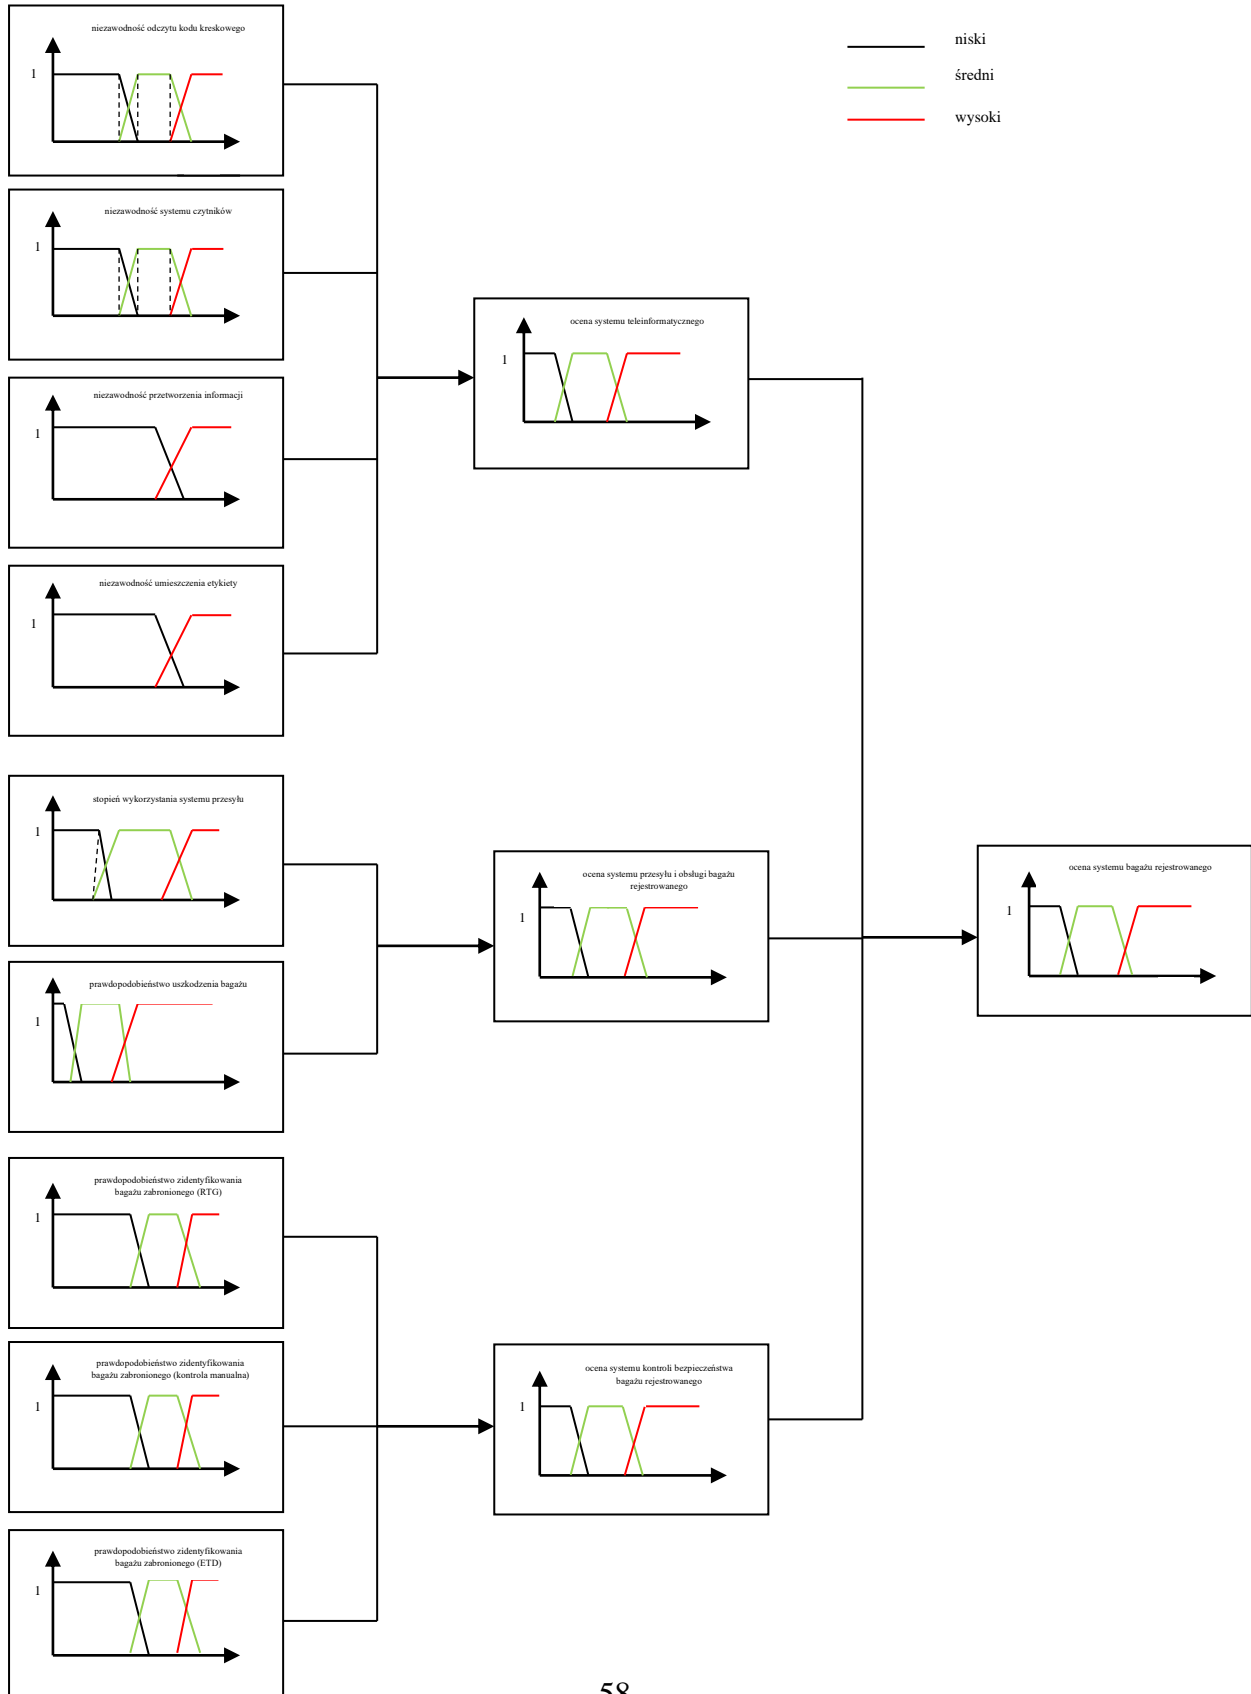 niezawodność odczytu kodu kreskowego
1
niski
średni
wysoki
niezawodność systemu czytników
1
ocena systemu teleinformatycznego
1
niezawodność przetworzenia informacji
1
niezawodność umieszczenia etykiety
1
stopień wykorzystania systemu przesyłu
1
ocena systemu przesyłu i obsługi bagażu
rejestrowanego
1
ocena systemu bagażu rejestrowanego
1
prawdopodobieństwo uszkodzenia bagażu
1
prawdopodobieństwo zidentyfikowania
bagażu zabronionego (RTG)
1
prawdopodobieństwo zidentyfikowania
bagażu zabronionego (kontrola manualna)
1
ocena systemu kontroli bezpieczeństwa
bagażu rejestrowanego
1
prawdopodobieństwo zidentyfikowania
bagażu zabronionego (ETD)
1
58